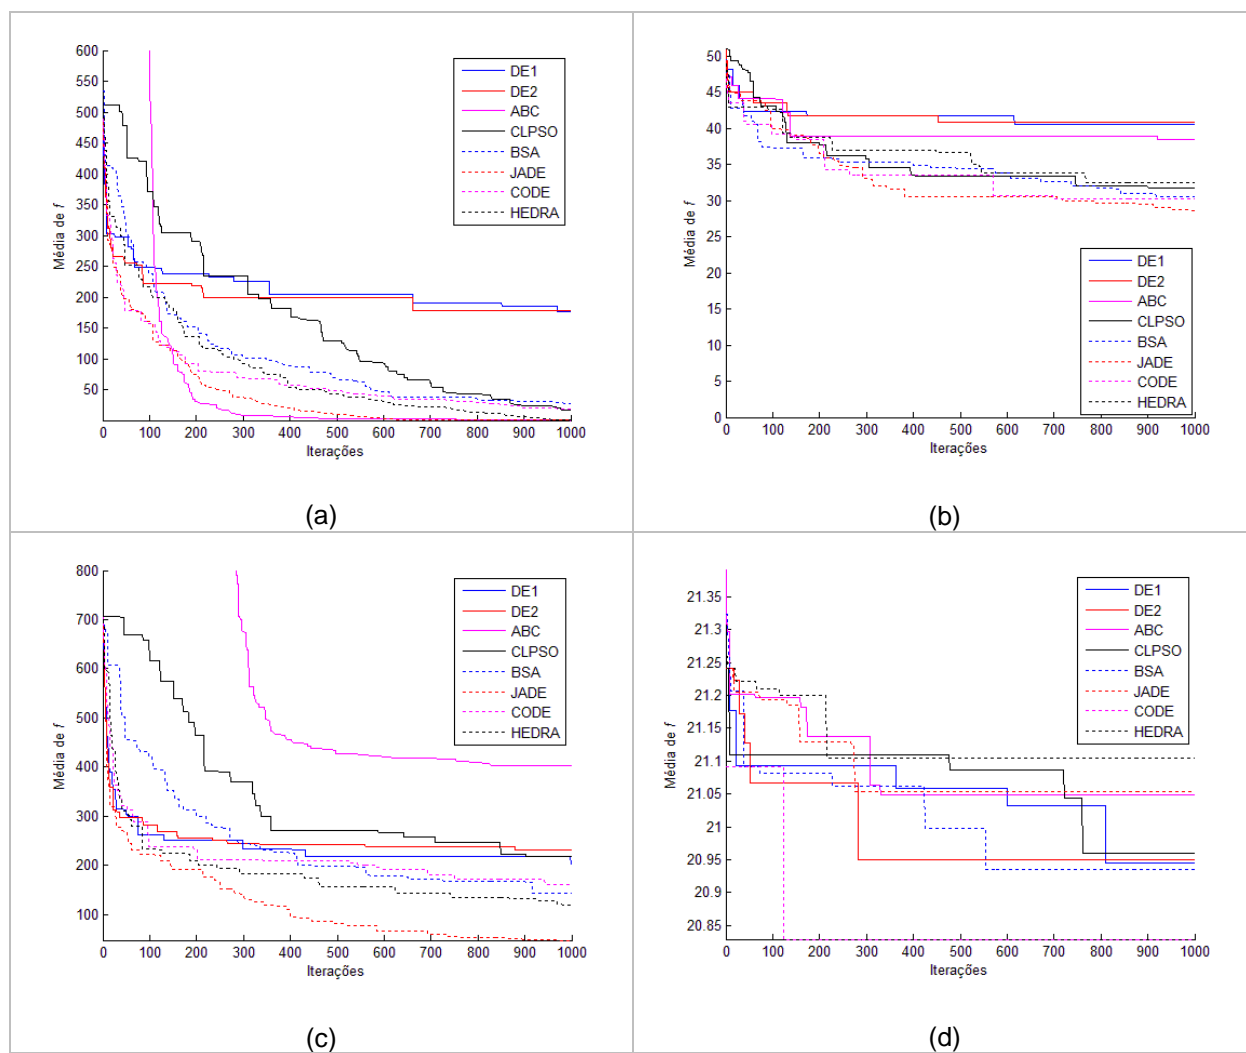 600
550
500
450
400
350
300
250
200
150
100
50
Média de f
0 100 200 300 400 500 600 700 800 900 1000
Iterações
DE1
DE2
ABC
CLPSO
BSA
JADE
CODE
HEDRA
(a)
50
45
40
35
30
25
20
15
10
5
0
Média de f
0 100 200 300 400 500 600 700 800 900 1000
Iterações
DE1
DE2
ABC
CLPSO
BSA
JADE
CODE
HEDRA
(b)
800
700
600
500
400
300
200
100
Média de f
0 100 200 300 400 500 600 700 800 900 1000
Iterações
DE1
DE2
ABC
CLPSO
BSA
JADE
CODE
HEDRA
(c)
21.35
21.3
21.25
21.2
21.15
21.1
21.05
21
20.95
20.9
20.85
Média de f
0 100 200 300 400 500 600 700 800 900 1000
Iterações
DE1
DE2
ABC
CLPSO
BSA
JADE
CODE
HEDRA
(d)